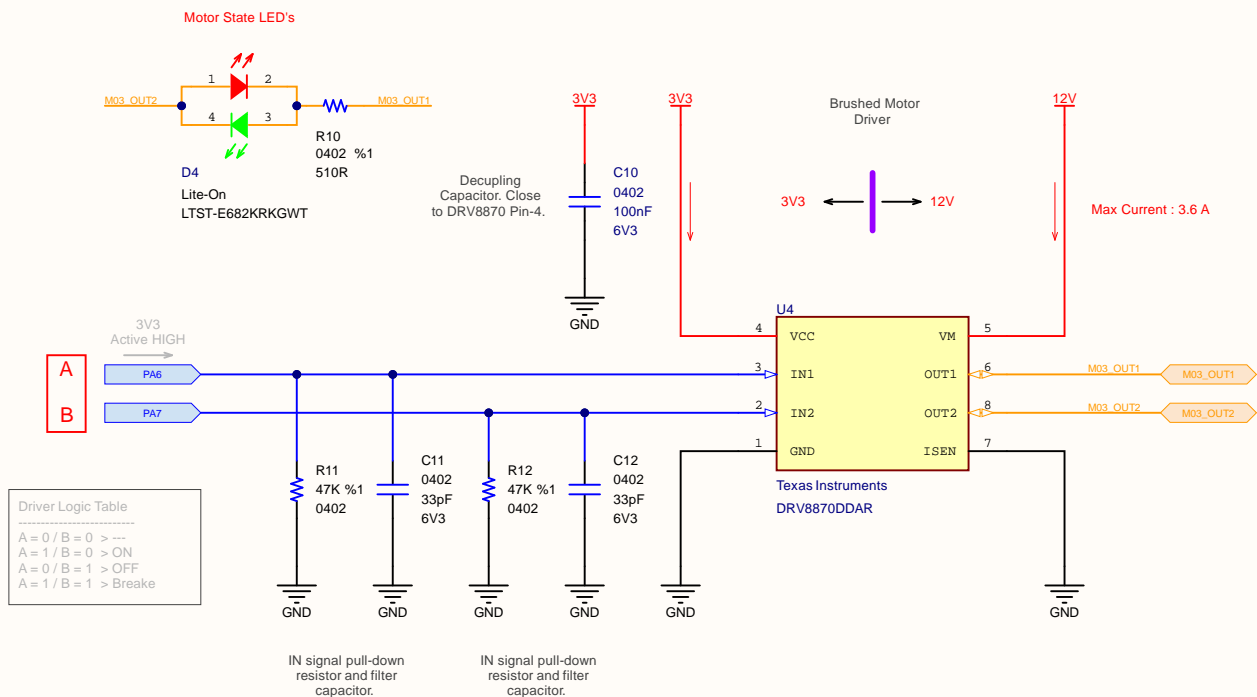 Motor State LED's
1
2
M03_OUT2
M03_OUT1
4
3
R10
0402 %1
510R
D4
Lite-On
LTST-E682KRKGWT
3V3
Decupling
Capacitor. Close
to DRV8870 Pin-4.
C10
0402
100nF
6V3
GND
3V3
Brushed Motor
Driver
3V3
12V
12V
Max Current : 3.6 A
3V3
Active HIGH
A
B
PA6
PA7
U4
4
VCC
VM
5
3
IN1
OUT1
6
M03_OUT1
M03_OUT1
2
IN2
OUT2
8
M03_OUT2
M03_OUT2
1
GND
ISEN
7
Texas Instruments
DRV8870DDAR
R11
47K %1
0402
C11
0402
33pF
6V3
R12
47K %1
0402
C12
0402
33pF
6V3
GND
GND
GND
GND
GND
GND
Driver Logic Table
--------------------------
A = 0 / B = 0 > ---
A = 1 / B = 0 > ON
A = 0 / B = 1 > OFF
A = 1 / B = 1 > Breake
IN signal pull-down
resistor and filter
capacitor.
IN signal pull-down
resistor and filter
capacitor.